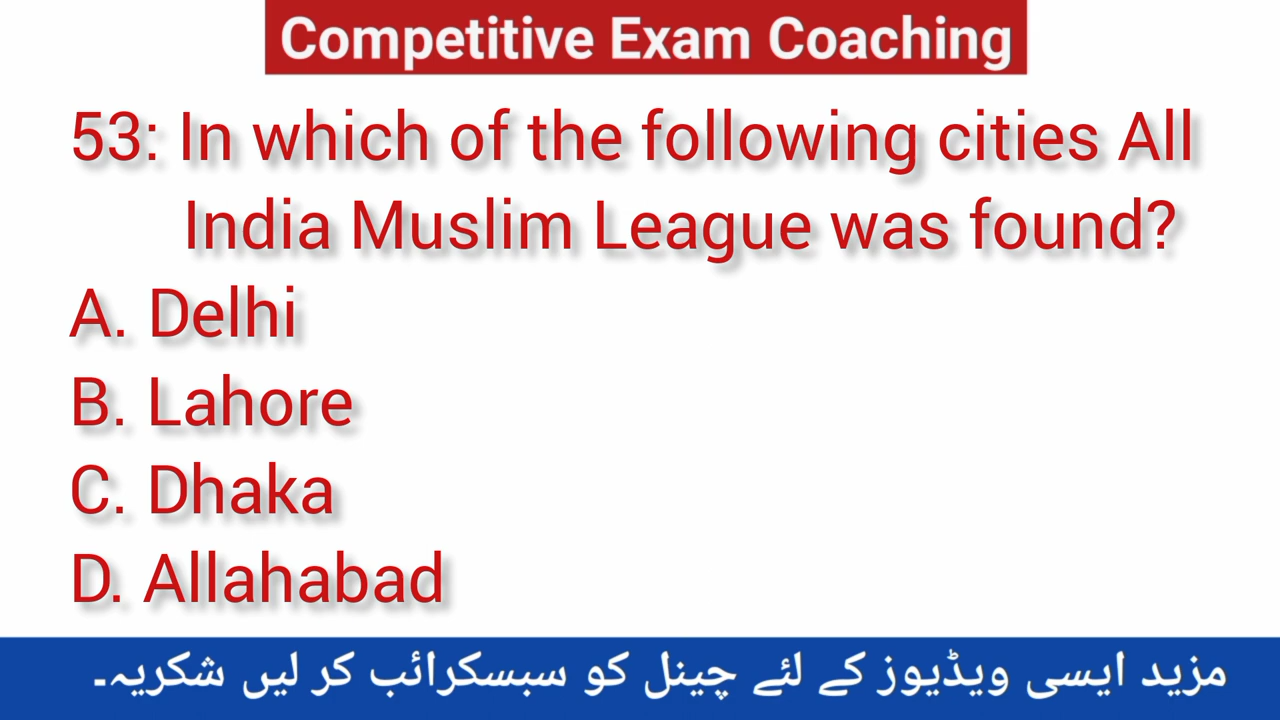 Competitive Exam Coaching
53: In which of the following cities All
India Muslim League was found?
A. Delhi
B. Lahore
C. Dhaka
D. Allahabad
مزید ایسی ویڈیوز کے لئے چینل کو سبسکرائب کر لیں شکریہ۔